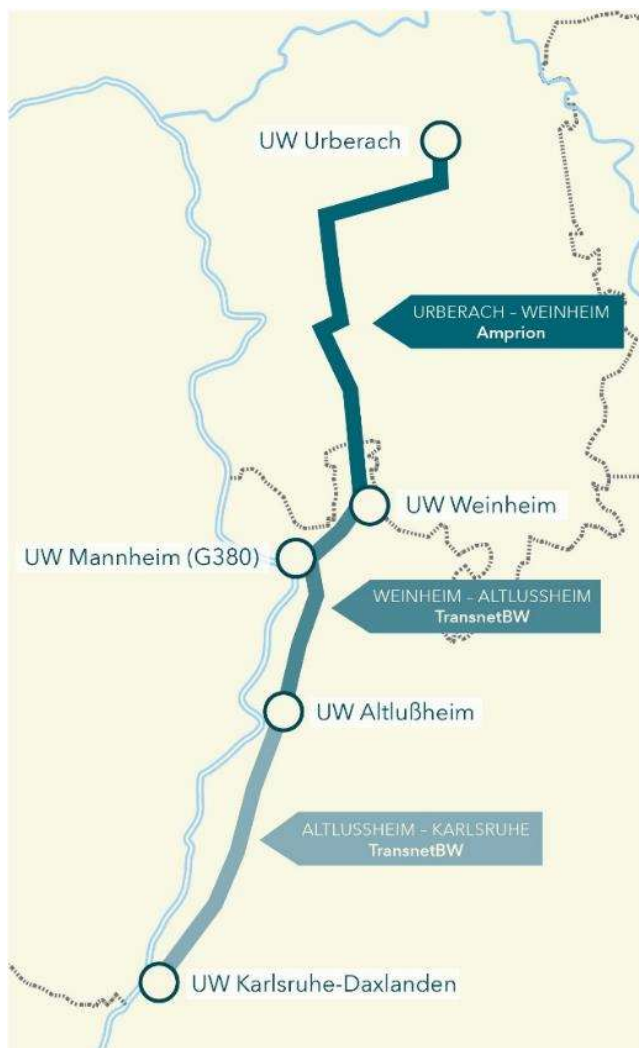 UW Urberach
URBERACH – WEINHEIM
Amprion
UW Weinheim
UW Mannheim (G380)
WEINHEIM – ALTLUSSHEIM
TransnetBW
UW Altlußheim
ALTLUSSHEIM – KARLSRUHE
TransnetBW
UW Karlsruhe-Daxlanden